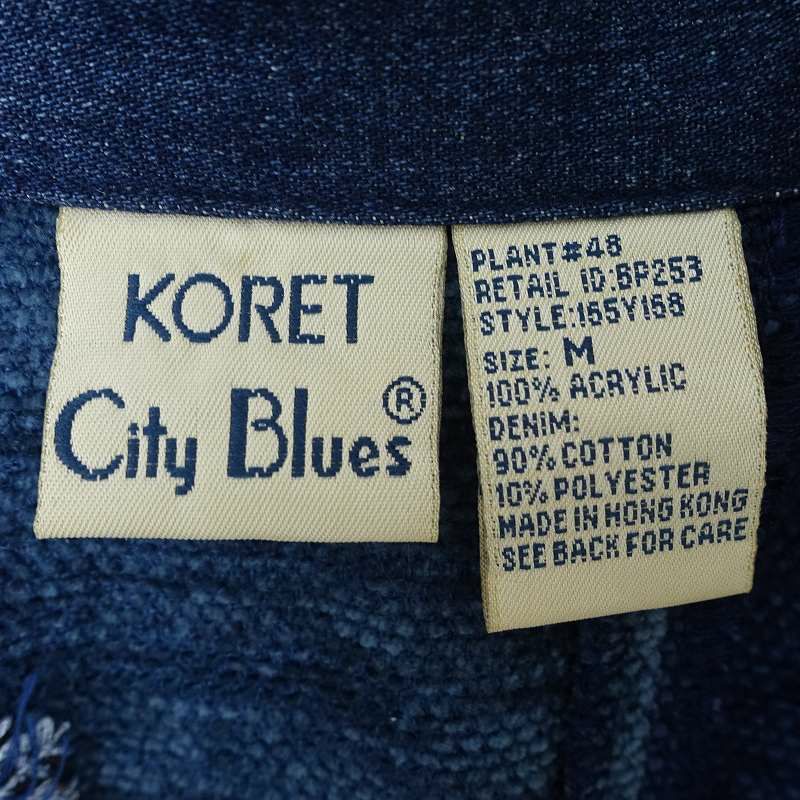 KORET
City Blues®
PLANT#48
RETAIL ID:6P253
STYLE:165Y168
SIZE: M
100% ACRYLIC
DENIM:
90% COTTON
10% POLYESTER
MADE IN HONG KONG
SEE BACK FOR CARE